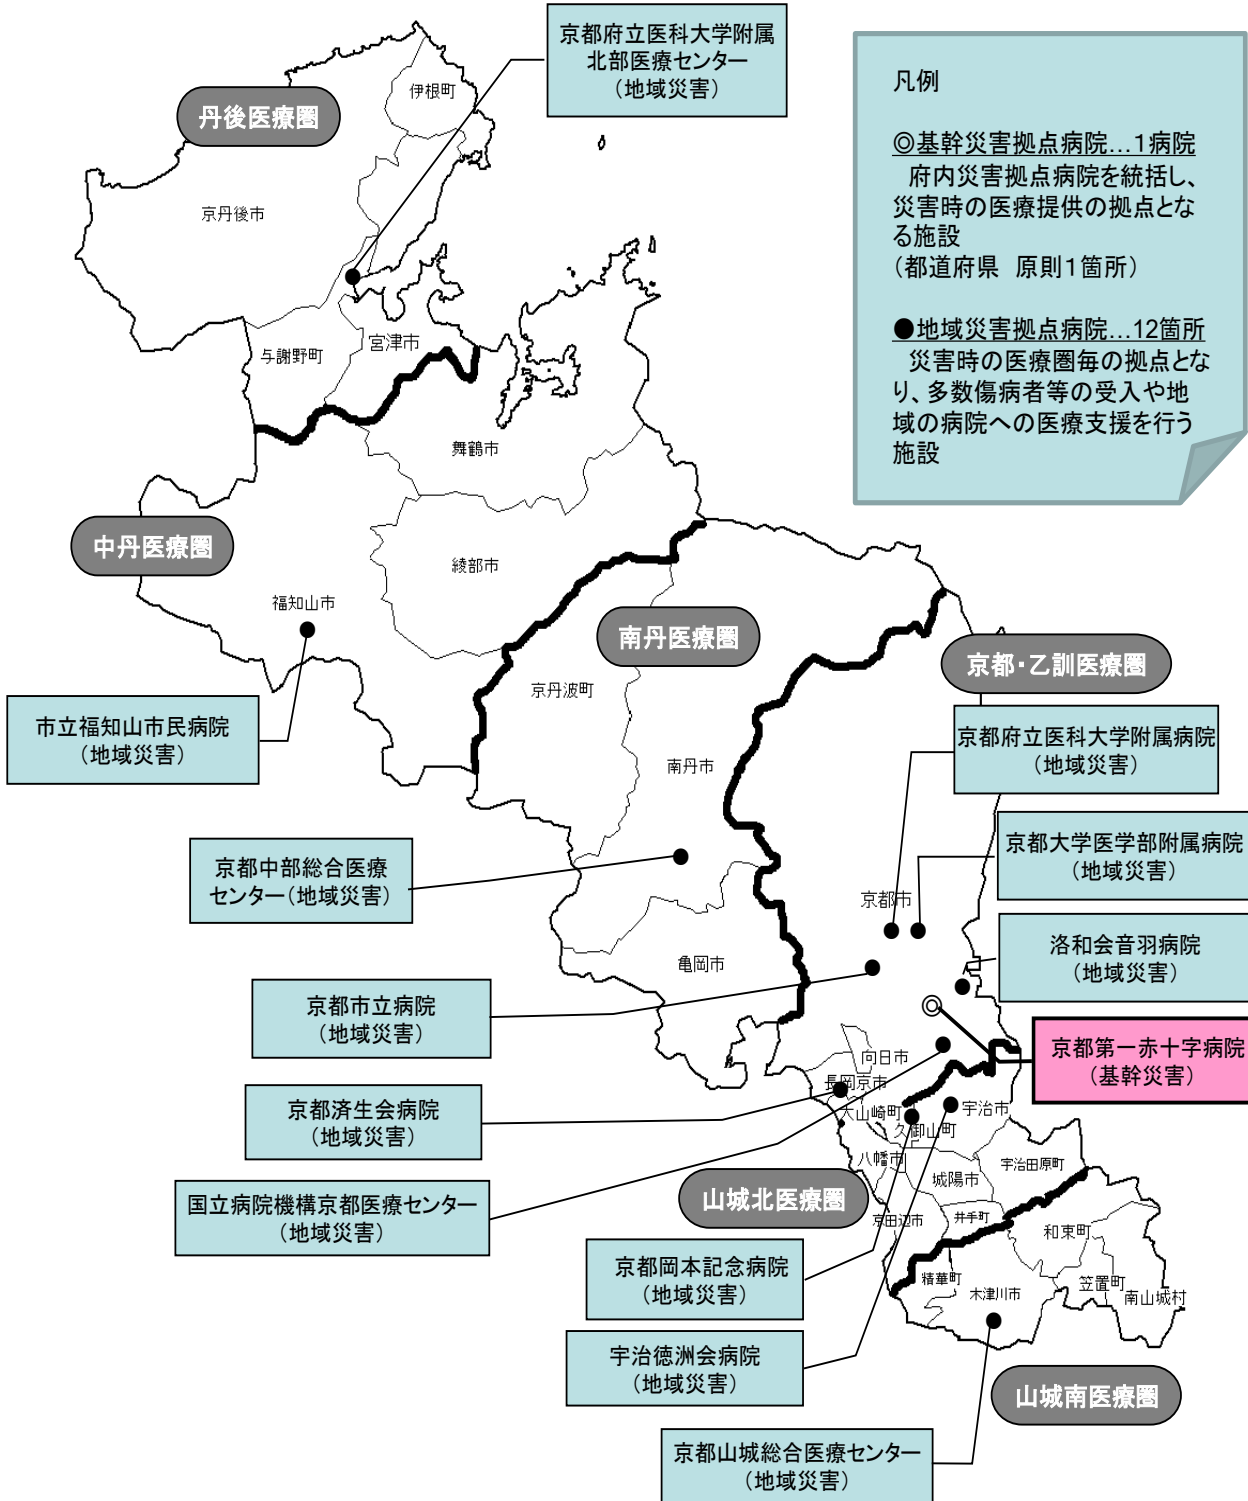 京都府立医科大学附属
北部医療センター
(地域災害)
凡例
◎基幹災害拠点病院…1病院
府内災害拠点病院を統括し、
災害時の医療提供の拠点とな
る施設
(都道府県 原則1箇所)
●地域災害拠点病院…12箇所
災害時の医療圏毎の拠点とな
り、多数傷病者等の受入や地
域の病院への医療支援を行う
施設
丹後医療圏
伊根町
京丹後市
与謝野町
宮津市
舞鶴市
中丹医療圏
綾部市
福知山市
南丹医療圏
京都・乙訓医療圏
京丹波町
市立福知山市民病院
(地域災害)
京都府立医科大学附属病院
(地域災害)
南丹市
京都大学医学部附属病院
(地域災害)
京都中部総合医療
センター(地域災害)
京都市
洛和会音羽病院
(地域災害)
亀岡市
京都市立病院
(地域災害)
京都第一赤十字病院
(基幹災害)
向日市
長岡京市
大山崎町
京都済生会病院
(地域災害)
宇治市
久御山町
八幡市
城陽市
宇治田原町
国立病院機構京都医療センター
(地域災害)
山城北医療圏
京田辺市
井手町
和束町
京都岡本記念病院
(地域災害)
精華町
木津川市
笠置町
南山城村
宇治徳洲会病院
(地域災害)
山城南医療圏
京都山城総合医療センター
(地域災害)